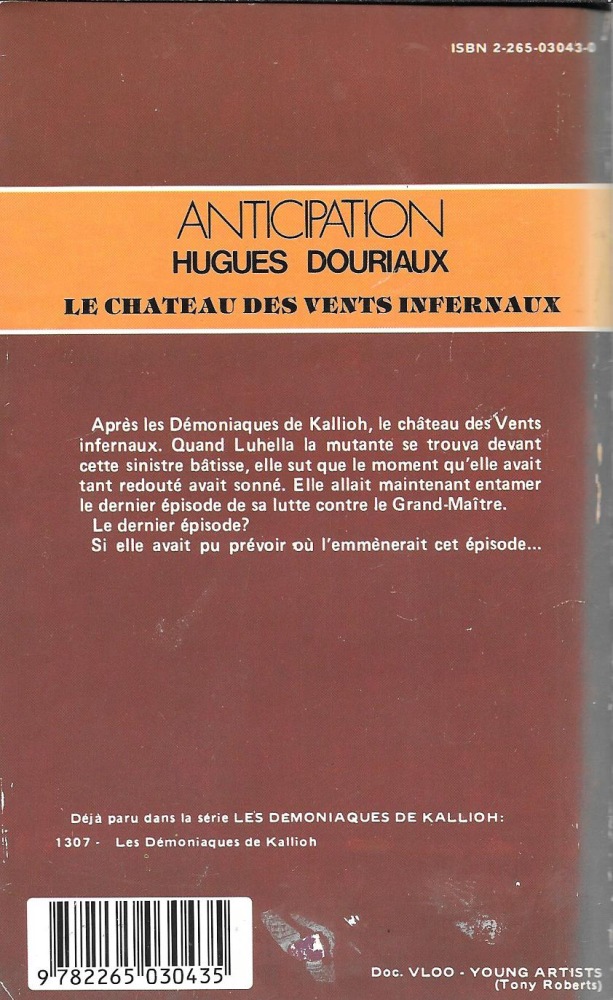 ISBN 2-265-03043-0
ANTICIPATION
HUGUES DOURIAUX
LE CHATEAU DES VENTS INFERNAUX
Après les Démoniaques de Kallioh, le château des Vents
infernaux. Quand Luhella la mutante se trouva devant
cette sinistre bâtisse, elle sut que le moment qu'elle avait
tant redouté avait sonné. Elle allait maintenant entamer
le dernier épisode de sa lutte contre le Grand-Maître.
Le dernier épisode?
Si elle avait pu prévoir où l'emmènerait cet épisode...
Déjà paru dans la série LES DEMONIAQUES DE KALLIOH:
1307 - Les Démoniaques de Kallioh
9 782265 030435
Doc. VLOO - YOUNG ARTISTS
(Tony Roberts)